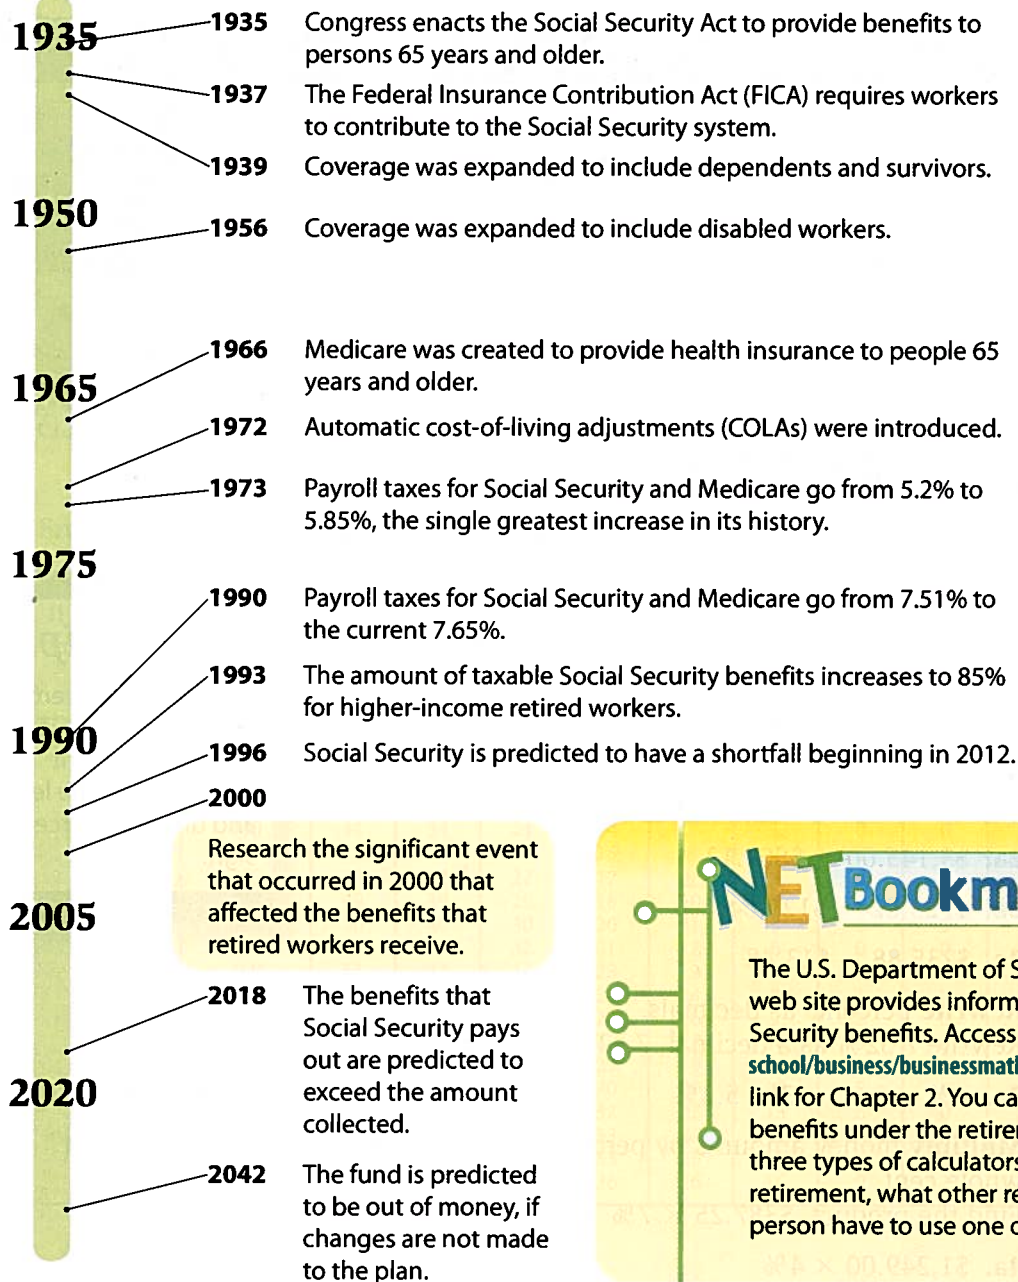 1935
1935 Congress enacts the Social Security Act to provide benefits to
persons 65 years and older.
1937 The Federal Insurance Contribution Act (FICA) requires workers
to contribute to the Social Security system.
1939 Coverage was expanded to include dependents and survivors.
1950
1956 Coverage was expanded to include disabled workers.
1966 Medicare was created to provide health insurance to people 65
years and older.
1965
1972 Automatic cost-of-living adjustments (COLAs) were introduced.
1973 Payroll taxes for Social Security and Medicare go from 5.2% to
5.85%, the single greatest increase in its history.
1975
1990 Payroll taxes for Social Security and Medicare go from 7.51% to
the current 7.65%.
1993 The amount of taxable Social Security benefits increases to 85%
for higher-income retired workers.
1990
1996 Social Security is predicted to have a shortfall beginning in 2012.
2000
Research the significant event
that occurred in 2000 that
affected the benefits that
retired workers receive.
2005
2018 The benefits that
Social Security pays
out are predicted to
exceed the amount
collected.
2020
2042 The fund is predicted
to be out of money, if
changes are not made
to the plan.
NET Bookm
The U.S. Department of S
web site provides inform
Security benefits. Access
school/business/businessmath
link for Chapter 2. You ca
benefits under the retire
three types of calculators
retirement, what other re
person have to use one o